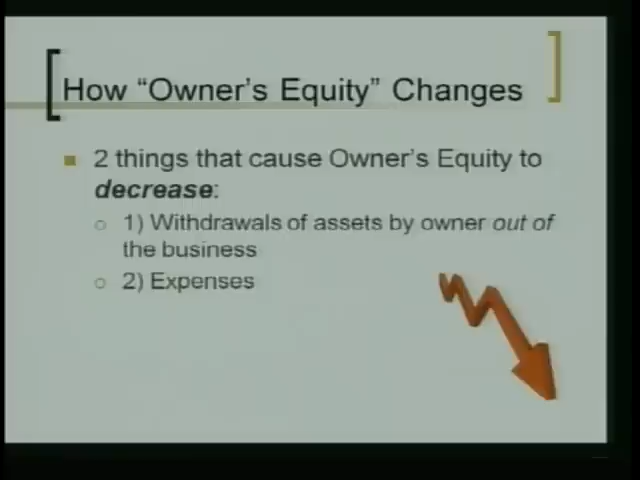 How “Owner’s Equity” Changes
2 things that cause Owner’s Equity to
decrease:
1) Withdrawals of assets by owner out of
the business
2) Expenses